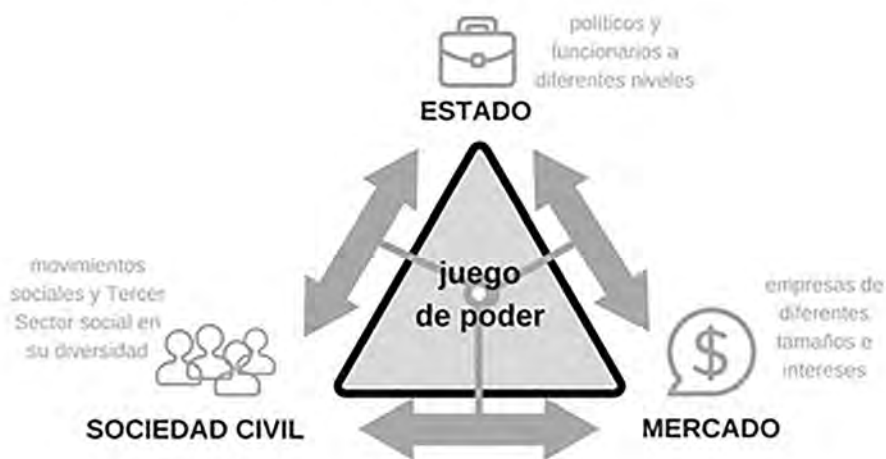 políticos y
funcionarios a
diferentes niveles
ESTADO
movimientos
sociales y Tercer
Sector social en
su diversidad
juego
de poder
empresas de
diferentes
tamaños e
intereses
$
SOCIEDAD CIVIL
MERCADO